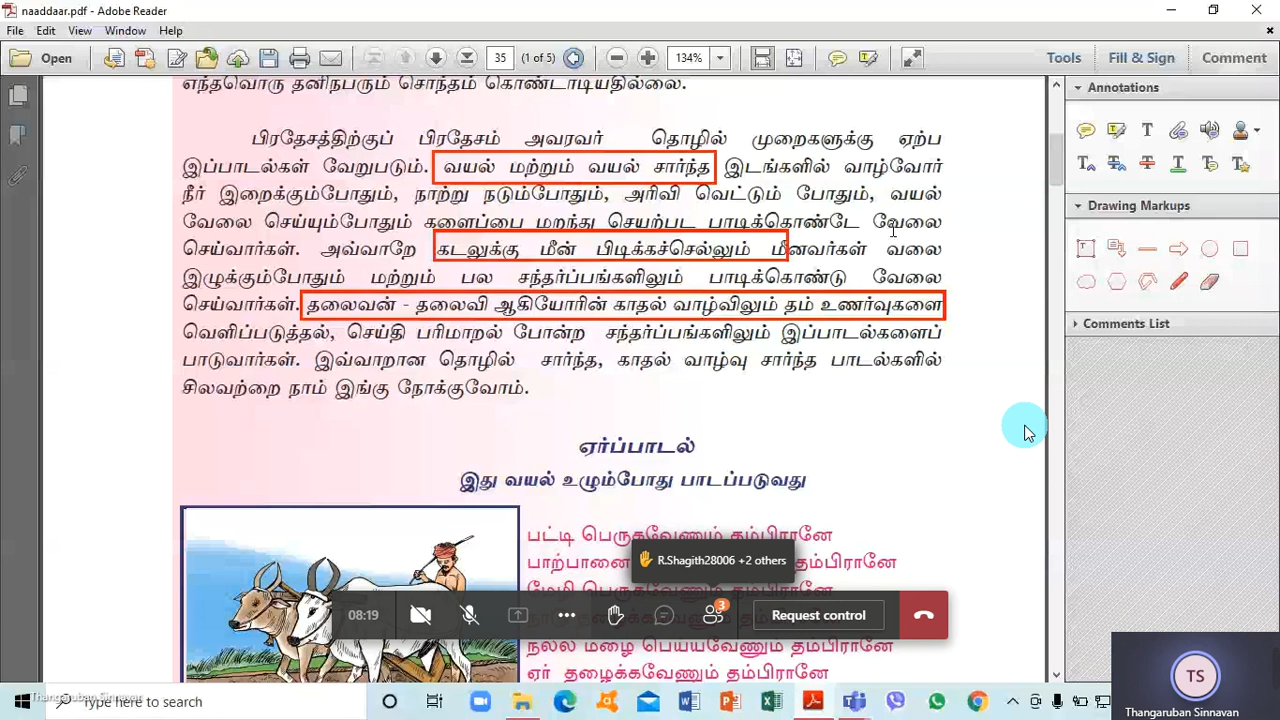 naaddaar.pdf - Adobe Reader
File Edit View Window Help
Open 35 (1 of 5) 134% Tools Fill & Sign Comment
எந்தவொரு தனிநபரும் சொந்தம் கொண்டாடியதில்லை.
பிரதேசத்திற்குப் பிரதேசம் அவரவர் தொழில் முறைகளுக்கு ஏற்ப
இப்பாடல்கள் வேறுபடும். வயல் மற்றும் வயல் சார்ந்த இடங்களில் வாழ்வோர்
நீர் இறைக்கும்போதும், நாற்று நடும்போதும், அரிவி வெட்டும் போதும், வயல்
வேலை செய்யும்போதும் களைப்பை மறந்து செயற்பட பாடிக்கொண்டே வேலை
செய்வார்கள். அவ்வாறே கடலுக்கு மீன் பிடிக்கச்செல்லும் மீனவர்கள் வலை
இழுக்கும்போதும் மற்றும் பல சந்தர்ப்பங்களிலும் பாடிக்கொண்டு வேலை
செய்வார்கள். தலைவன் - தலைவி ஆகியோரின் காதல் வாழ்விலும் தம் உணர்வுகளை
வெளிப்படுத்தல், செய்தி பரிமாறல் போன்ற சந்தர்ப்பங்களிலும் இப்பாடல்களைப்
பாடுவார்கள். இவ்வாறான தொழில் சார்ந்த, காதல் வாழ்வு சார்ந்த பாடல்களில்
சிலவற்றை நாம் இங்கு நோக்குவோம்.
ஏர்ப்பாடல்
இது வயல் உழும்போது பாடப்படுவது
பட்டி பெருகவேணும் தம்பிரானே
பாற்பானை தம்பிரானே
மேழி பெருகவேணும் தம்பிரானே
நல்ல மழை பெய்யவேணும் தம்பிரானே
ஏர் தழைக்கவேணும் தம்பிரானே
R.Shagith28006 +2 others
08:19 3 Request control
Annotations
Drawing Markups
Comments List
TS
Thangaruban Sinnavan
Thangaruban Sinnavan
Type here to search